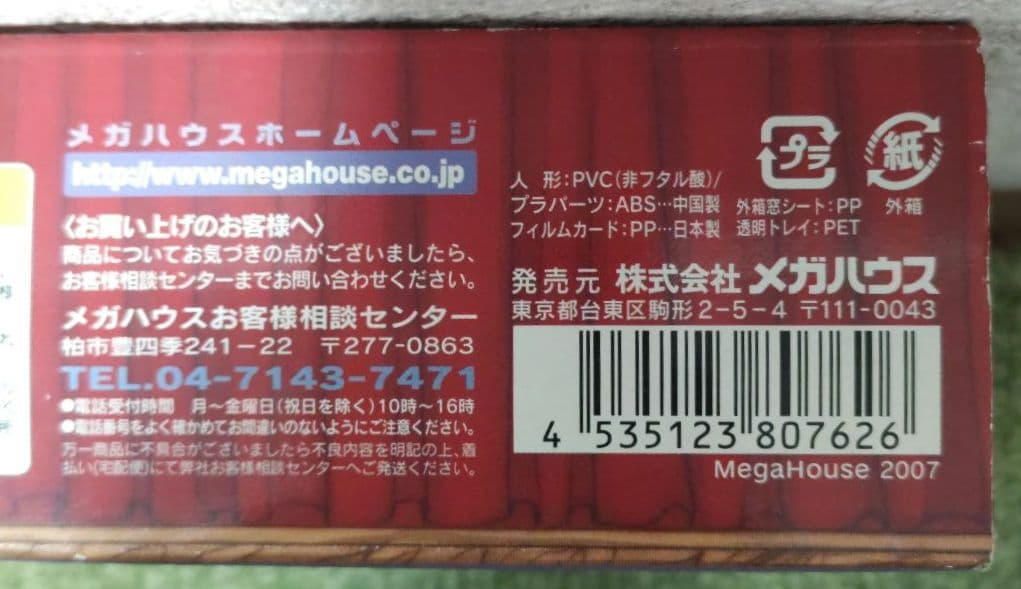 メガハウスホームページ
http://www.megahouse.co.jp
〈お買い上げのお客様へ〉
商品についてお気づきの点がございましたら、
お客様相談センターまでお問い合わせください。
メガハウスお客様相談センター
柏市豊四季241-22 〒277-0863
TEL.04-7143-7471
●電話受付時間 月～金曜日(祝日を除く)10時～16時
●電話番号をよく確かめてお間違いのないようにご注意ください。
万一商品に不具合がございましたら不良内容を明記の上、着
払い(宅配便)にて弊社お客様相談センターへご発送ください。
プラ
紙
人 形:PVC(非フタル酸)/
プラパーツ:ABS…中国製
フィルムカード:PP…日本製
外箱窓シート:PP
透明トレイ:PET
外箱
発売元 株式会社 メガハウス
東京都台東区駒形2-5-4 〒111-0043
4 535123 807626
MegaHouse 2007